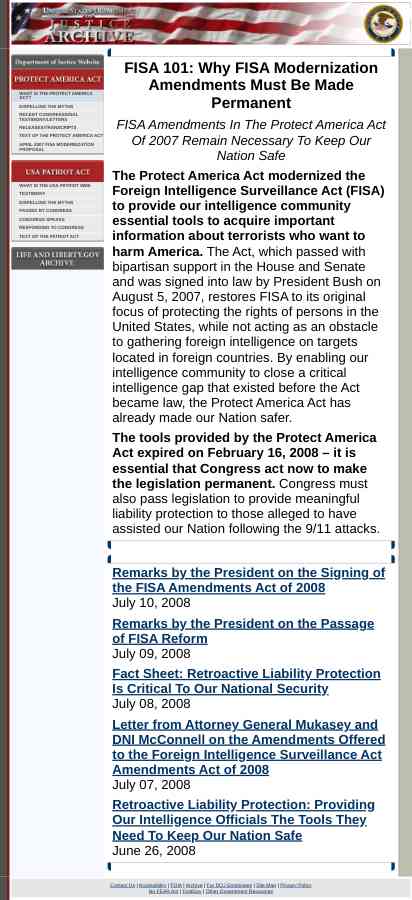 UNITED STATES DEPARTMENT OF
JUSTICE
ARCHIVE
Department of Justice Website
PROTECT AMERICA ACT
WHAT IS THE PROTECT AMERICA
ACT?
DISPELLING THE MYTHS
RECENT CONGRESSIONAL
TESTIMONY/LETTERS
RELEASES/TRANSCRIPTS
TEXT OF THE PROTECT AMERICA ACT
APRIL 2007 FISA MODERNIZATION
PROPOSAL
USA PATRIOT ACT
WHAT IS THE USA PATRIOT WEB
TESTIMONY
DISPELLING THE MYTHS
PASSED BY CONGRESS
CONGRESS SPEAKS
RESPONDING TO CONGRESS
TEXT OF THE PATRIOT ACT
LIFE AND LIBERTY.GOV
ARCHIVE
FISA 101: Why FISA Modernization
Amendments Must Be Made
Permanent
FISA Amendments In The Protect America Act
Of 2007 Remain Necessary To Keep Our
Nation Safe
The Protect America Act modernized the
Foreign Intelligence Surveillance Act (FISA)
to provide our intelligence community
essential tools to acquire important
information about terrorists who want to
harm America. The Act, which passed with
bipartisan support in the House and Senate
and was signed into law by President Bush on
August 5, 2007, restores FISA to its original
focus of protecting the rights of persons in the
United States, while not acting as an obstacle
to gathering foreign intelligence on targets
located in foreign countries. By enabling our
intelligence community to close a critical
intelligence gap that existed before the Act
became law, the Protect America Act has
already made our Nation safer.
The tools provided by the Protect America
Act expired on February 16, 2008 – it is
essential that Congress act now to make
the legislation permanent. Congress must
also pass legislation to provide meaningful
liability protection to those alleged to have
assisted our Nation following the 9/11 attacks.
Remarks by the President on the Signing of
the FISA Amendments Act of 2008
July 10, 2008
Remarks by the President on the Passage
of FISA Reform
July 09, 2008
Fact Sheet: Retroactive Liability Protection
Is Critical To Our National Security
July 08, 2008
Letter from Attorney General Mukasey and
DNI McConnell on the Amendments Offered
to the Foreign Intelligence Surveillance Act
Amendments Act of 2008
July 07, 2008
Retroactive Liability Protection: Providing
Our Intelligence Officials The Tools They
Need To Keep Our Nation Safe
June 26, 2008
Contact Us | Accessibility | FOIA | Archive | For DOJ Employees | Site Map | Privacy Policy
No FEAR Act | FirstGov | Other Government Resources